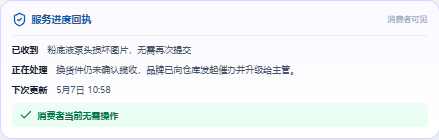 服务进度回执 消费者可见
已收到 粉底液泵头损坏图片，无需再次提交
正在处理 换货件仍未确认揽收，品牌已向仓库发起催办并升级给主管。
下次更新 5月7日 10:58
消费者当前无需操作